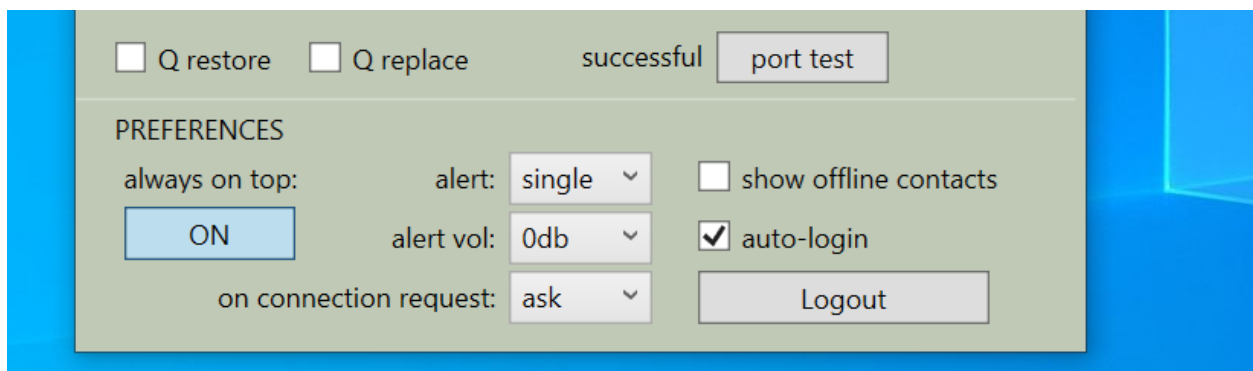 Q restore Q replace successful port test
PREFERENCES
always on top: alert: single show offline contacts
ON alert vol: 0db auto-login
on connection request: ask Logout